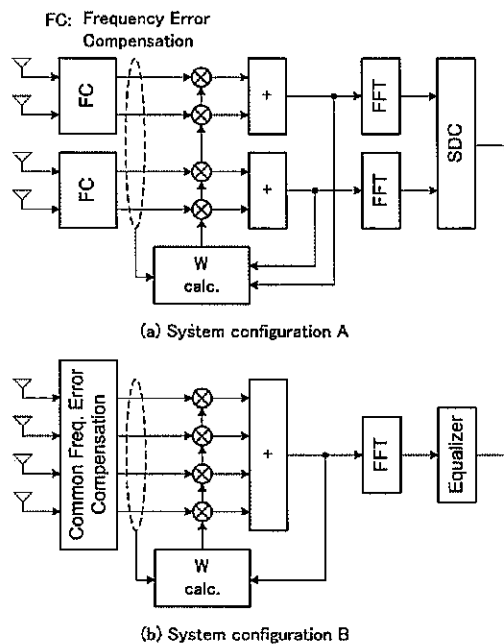 FC: Frequency Error
Compensation
FC
+
FFT
SDC
FC
+
FFT
W
calc.
(a) System configuration A
Common Freq. Error
Compensation
+
FFT
Equalizer
W
calc.
(b) System configuration B